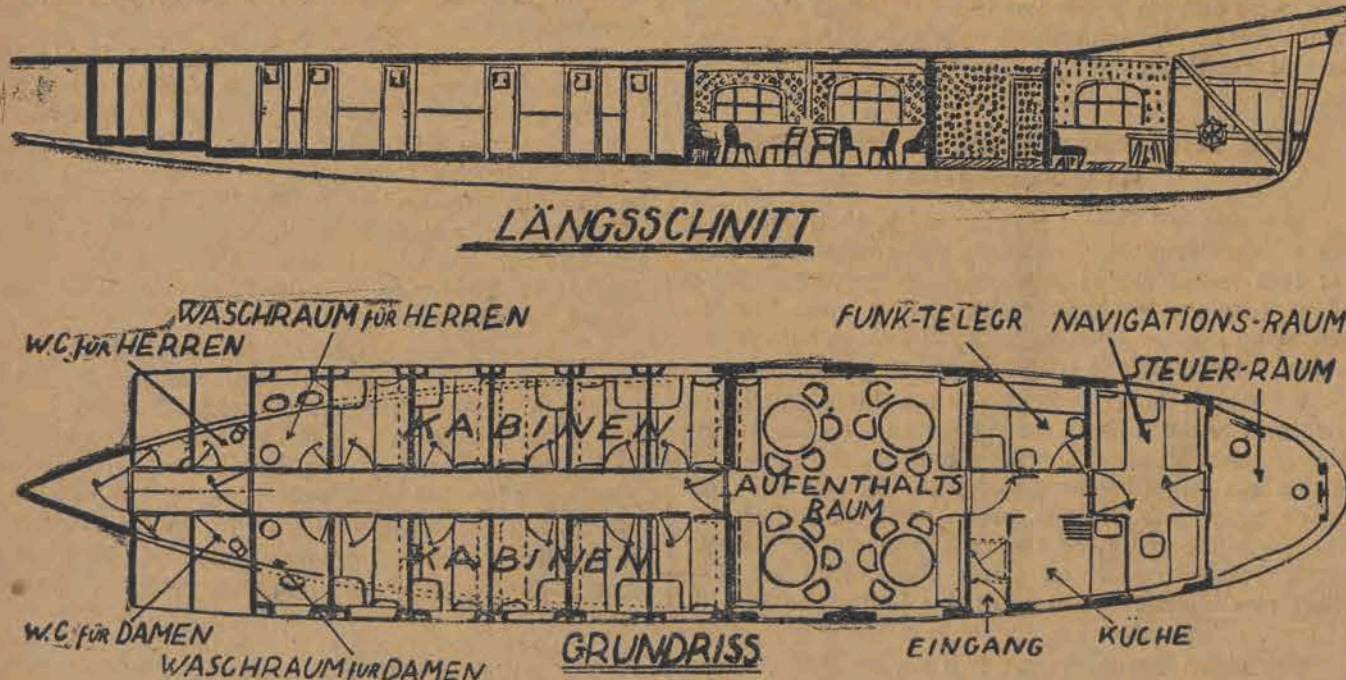 LÄNGSSCHNITT
WASCHRAUM FÜR HERREN
W.C. FÜR HERREN
FUNK-TELEGR
NAVIGATIONS-RAUM
STEUER-RAUM
KABINEN
AUFENTHALTS
RAUM
KABINEN
W.C. FÜR DAMEN
WASCHRAUM FÜR DAMEN
GRUNDRISS
EINGANG
KÜCHE